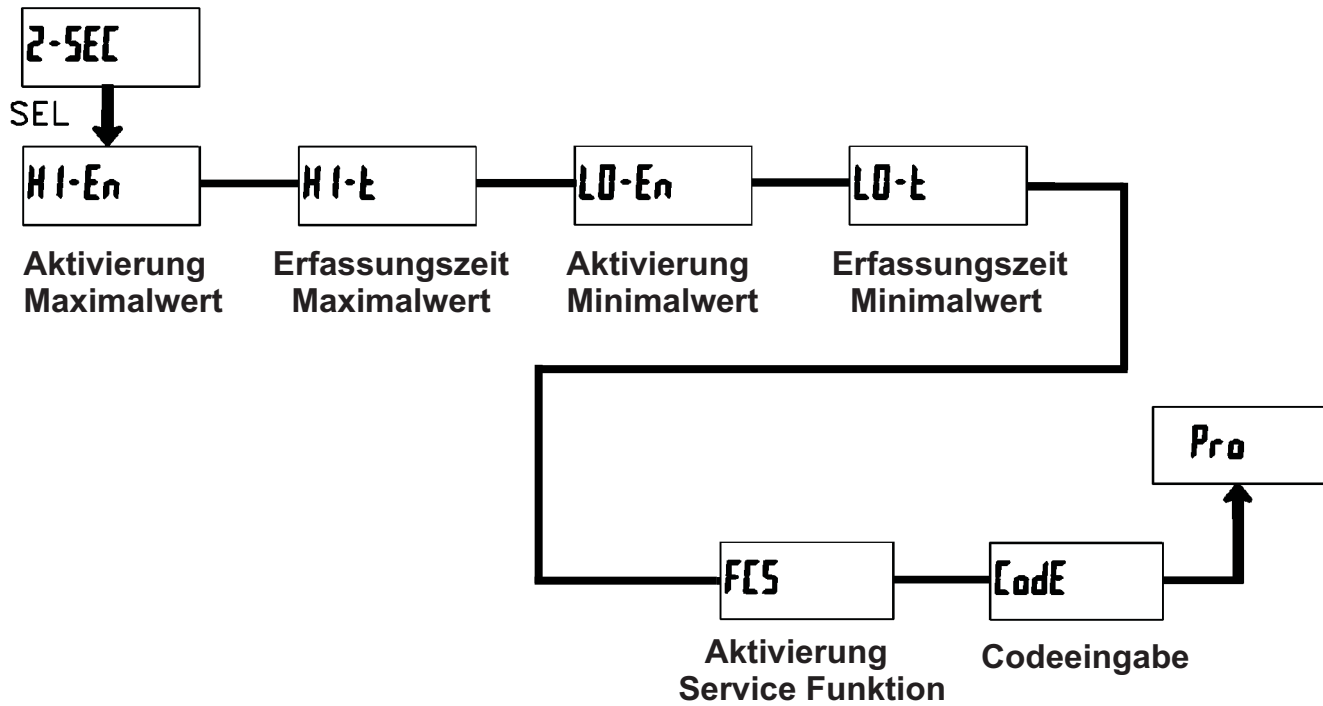 2-SEC
SEL
HI-En
HI-t
LO-En
LO-t
Aktivierung
Maximalwert
Erfassungszeit
Maximalwert
Aktivierung
Minimalwert
Erfassungszeit
Minimalwert
Pro
FCS
CodE
Aktivierung
Service Funktion
Codeeingabe